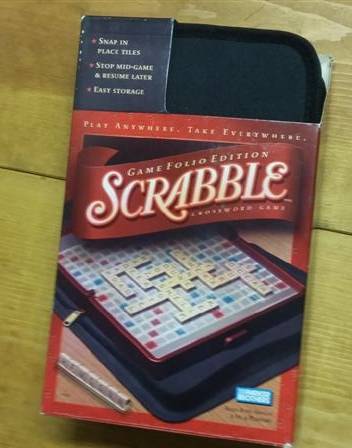 ★ SNAP IN
PLACE TILES
★ STOP MID-GAME
& RESUME LATER
★ EASY STORAGE
PLAY ANYWHERE. TAKE EVERYWHERE.
GAME FOLIO EDITION
SCRABBLE
CROSSWORD GAME
PARKER
BROTHERS